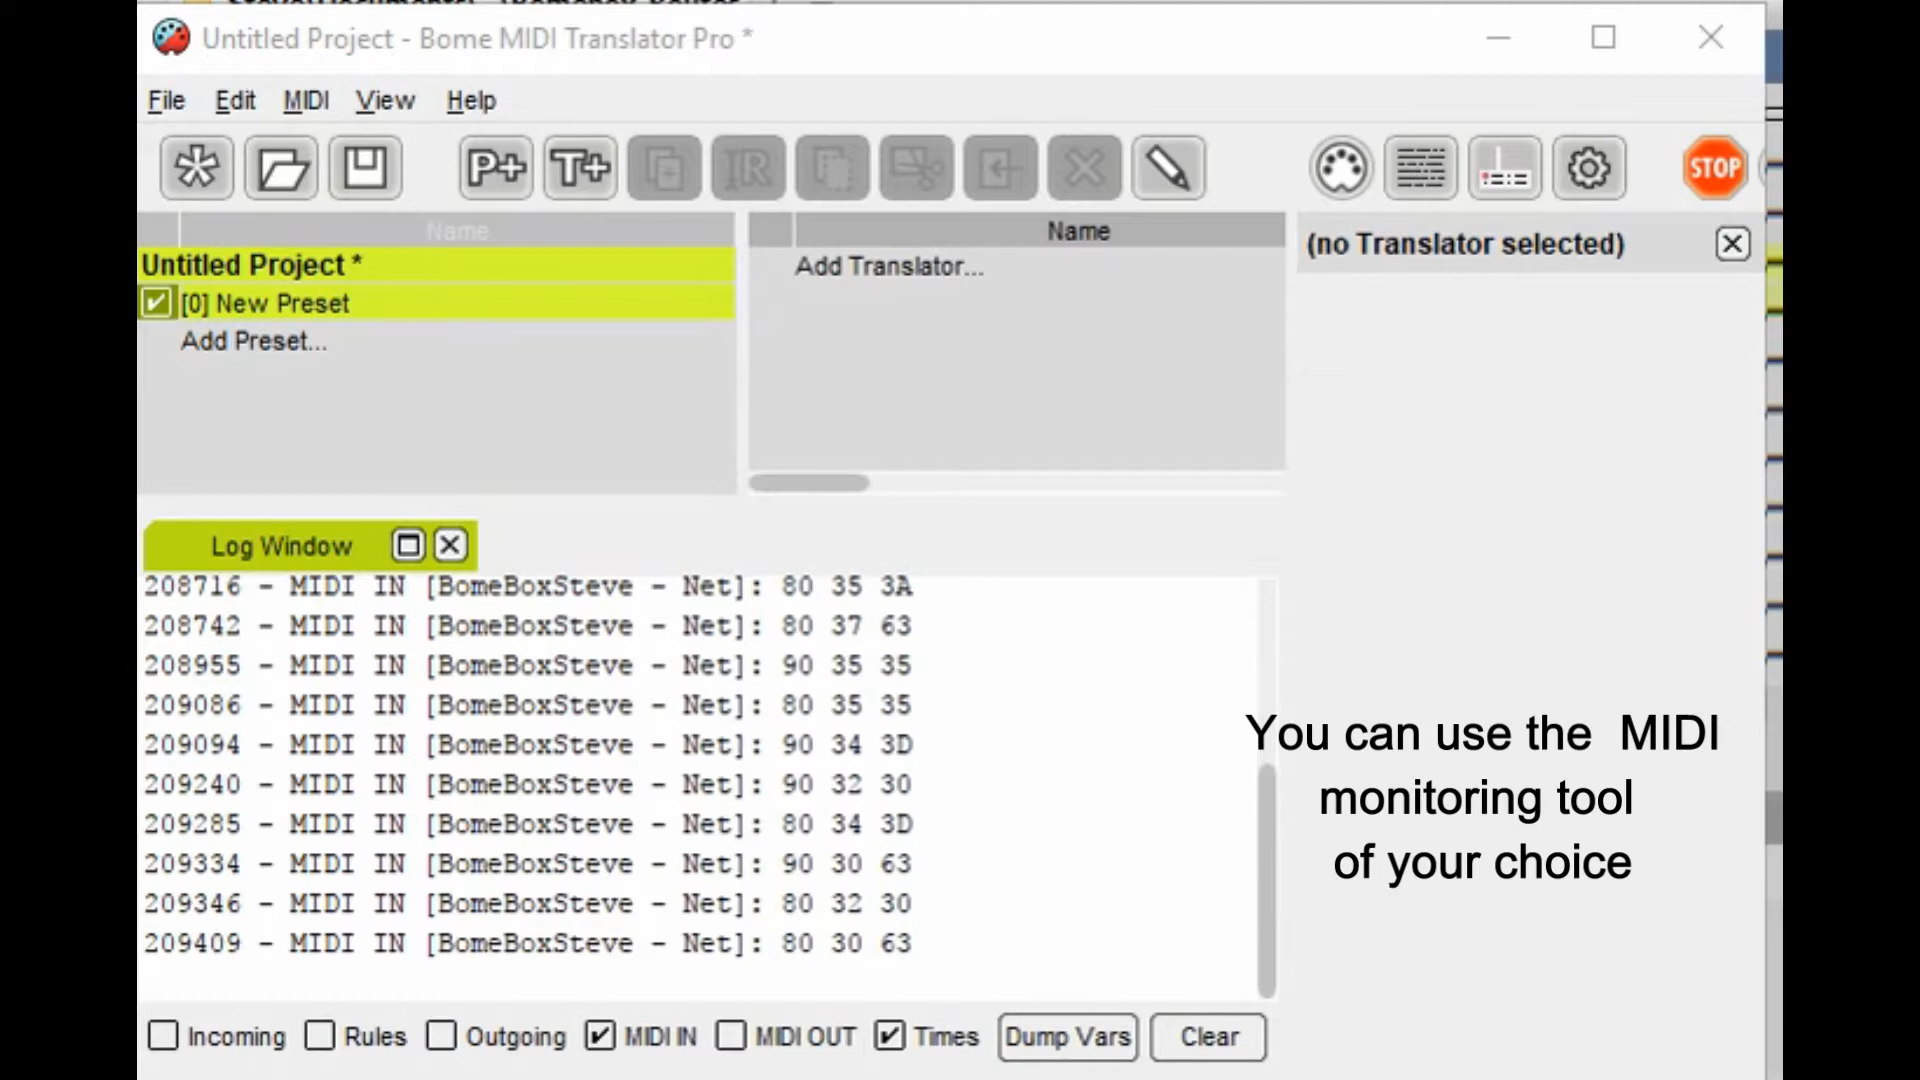 Untitled Project - Bome MIDI Translator Pro *
File Edit MIDI View Help
P+ T+ IR STOP
Name
Name
Untitled Project *
Add Translator...
(no Translator selected)
[0] New Preset
Add Preset...
Log Window
208716 - MIDI IN [BomeBoxSteve - Net]: 80 35 3A
208742 - MIDI IN [BomeBoxSteve - Net]: 80 37 63
208955 - MIDI IN [BomeBoxSteve - Net]: 90 35 35
209086 - MIDI IN [BomeBoxSteve - Net]: 80 35 35
209094 - MIDI IN [BomeBoxSteve - Net]: 90 34 3D
209240 - MIDI IN [BomeBoxSteve - Net]: 90 32 30
209285 - MIDI IN [BomeBoxSteve - Net]: 80 34 3D
209334 - MIDI IN [BomeBoxSteve - Net]: 90 30 63
209346 - MIDI IN [BomeBoxSteve - Net]: 80 32 30
209409 - MIDI IN [BomeBoxSteve - Net]: 80 30 63
You can use the MIDI
monitoring tool
of your choice
Incoming Rules Outgoing MIDI IN MIDI OUT Times Dump Vars Clear